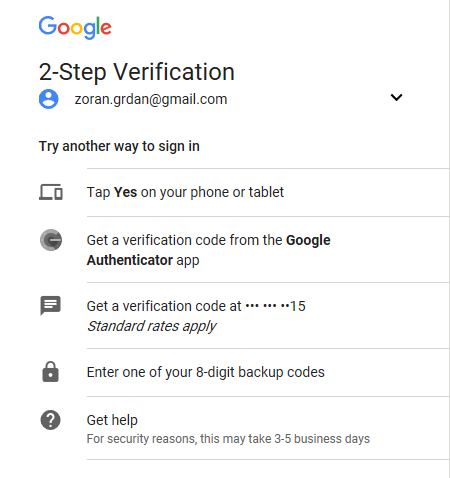 Google
2-Step Verification
zoran.grdan@gmail.com
Try another way to sign in
Tap Yes on your phone or tablet
Get a verification code from the Google
Authenticator app
Get a verification code at ••• ••• ••15
Standard rates apply
Enter one of your 8-digit backup codes
Get help
For security reasons, this may take 3-5 business days